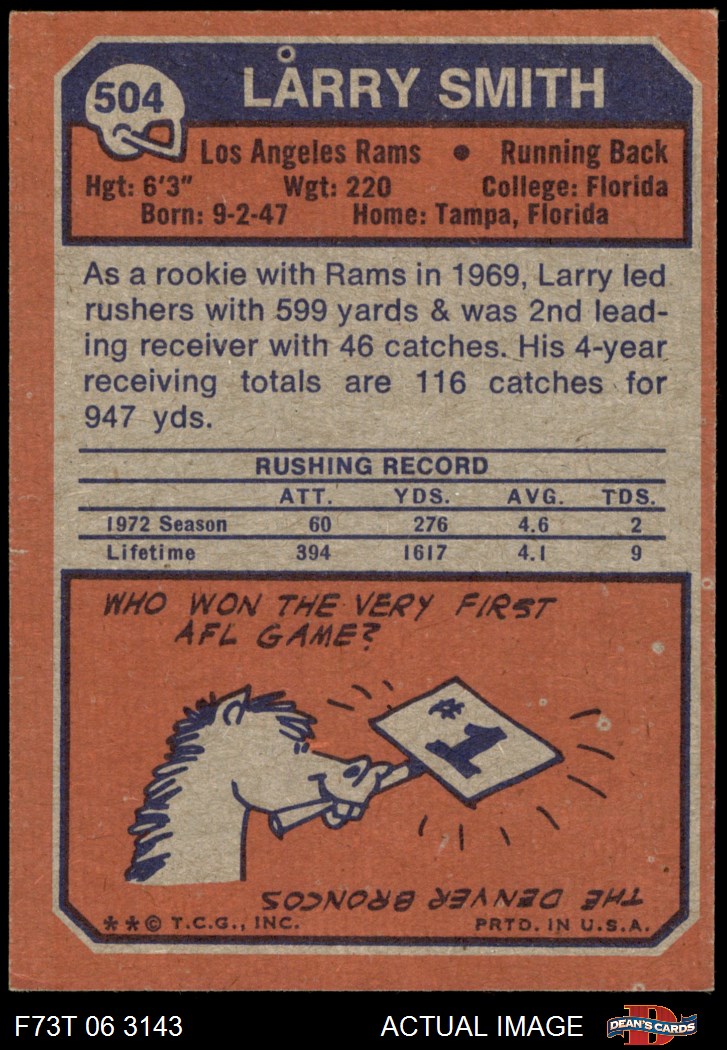 504
LARRY SMITH
Los Angeles Rams • Running Back
Hgt: 6'3" Wgt: 220 College: Florida
Born: 9-2-47 Home: Tampa, Florida
As a rookie with Rams in 1969, Larry led
rushers with 599 yards & was 2nd lead-
ing receiver with 46 catches. His 4-year
receiving totals are 116 catches for
947 yds.
RUSHING RECORD
ATT. YDS. AVG. TDS.
1972 Season 60 276 4.6 2
Lifetime 394 1617 4.1 9
WHO WON THE VERY FIRST
AFL GAME?
#1
THE DENVER BRONCOS
**© T.C.G., INC. PRTD. IN U.S.A.
F73T 06 3143 ACTUAL IMAGE D DEAN'S CARDS